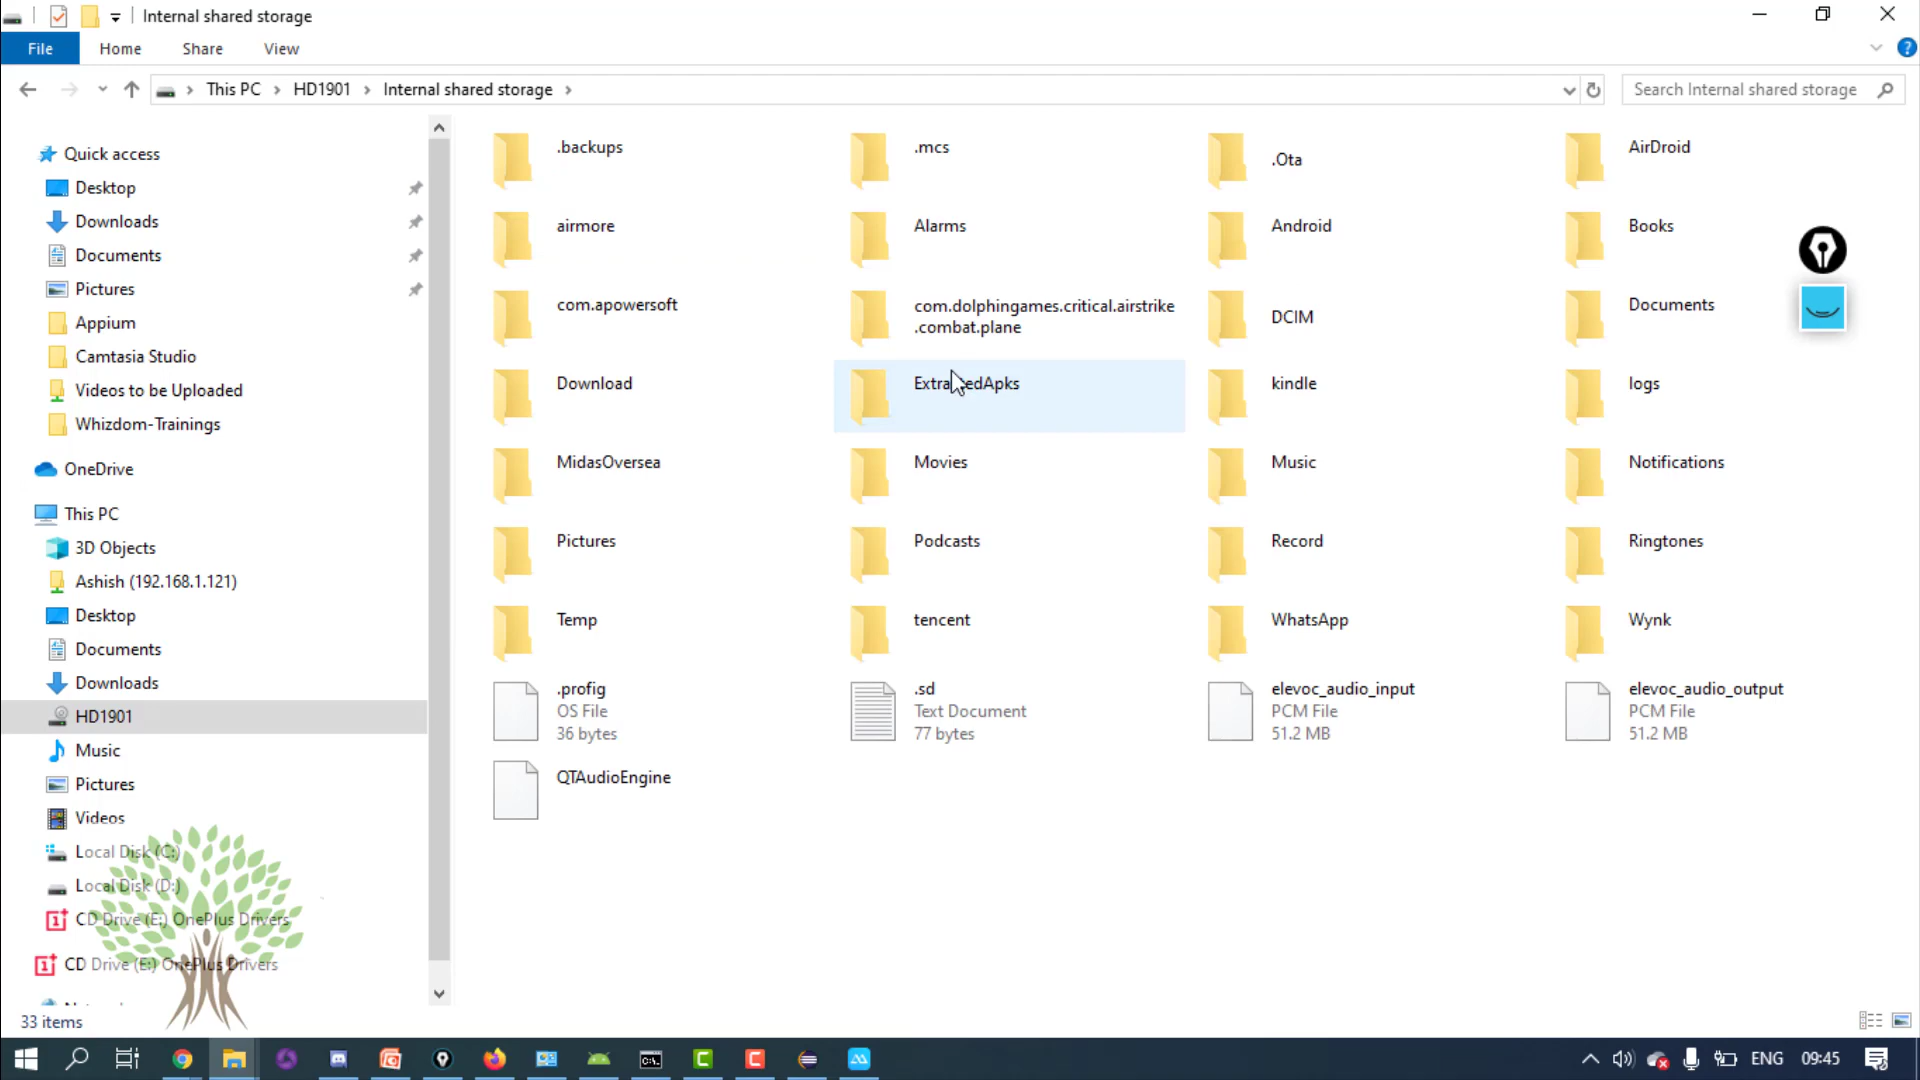 Internal shared storage
File
Home
Share
View
This PC
HD1901
Internal shared storage
Search Internal shared storage
Quick access
Desktop
Downloads
Documents
Pictures
Appium
Camtasia Studio
Videos to be Uploaded
Whizdom-Trainings
OneDrive
This PC
3D Objects
Ashish (192.168.1.121)
Desktop
Documents
Downloads
HD1901
Music
Pictures
Videos
Local Disk (C:)
Local Disk (D:)
CD Drive (E:) OnePlus Drivers
CD Drive (E:) OnePlus Drivers
.backups
.mcs
.Ota
AirDroid
airmore
Alarms
Android
Books
com.apowersoft
com.dolphingames.critical.airstrike
.combat.plane
DCIM
Documents
Download
ExtractedApks
kindle
logs
MidasOversea
Movies
Music
Notifications
Pictures
Podcasts
Record
Ringtones
Temp
tencent
WhatsApp
Wynk
.profig
OS File
36 bytes
.sd
Text Document
77 bytes
elevoc_audio_input
PCM File
51.2 MB
elevoc_audio_output
PCM File
51.2 MB
QTAudioEngine
33 items
ENG
09:45